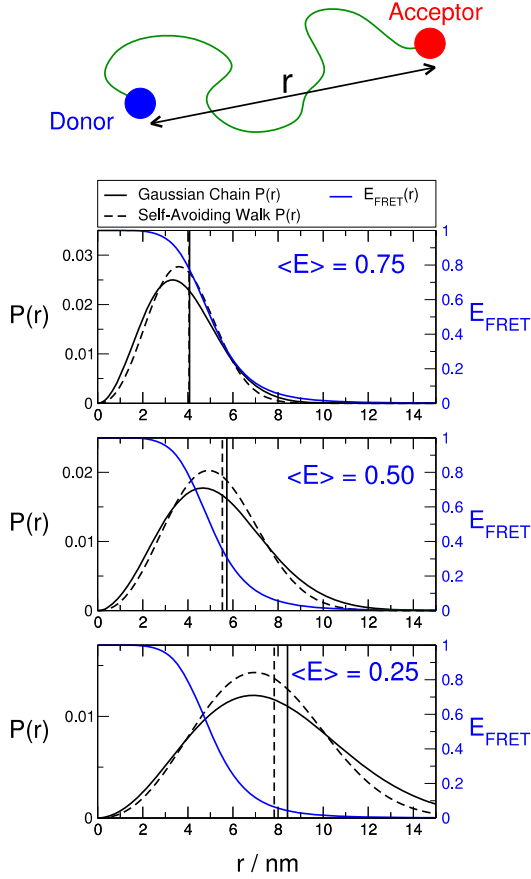 Acceptor
r
Donor
Gaussian Chain P(r)
E_FRET(r)
Self-Avoiding Walk P(r)
<E> = 0.75
P(r)
E_FRET
0.03
0.02
0.01
0
1
0.8
0.6
0.4
0.2
0
0 2 4 6 8 10 12 14
<E> = 0.50
P(r)
E_FRET
0.02
0.01
0
1
0.8
0.6
0.4
0.2
0
0 2 4 6 8 10 12 14
<E> = 0.25
P(r)
E_FRET
0.01
0
1
0.8
0.6
0.4
0.2
0
0 2 4 6 8 10 12 14
r / nm